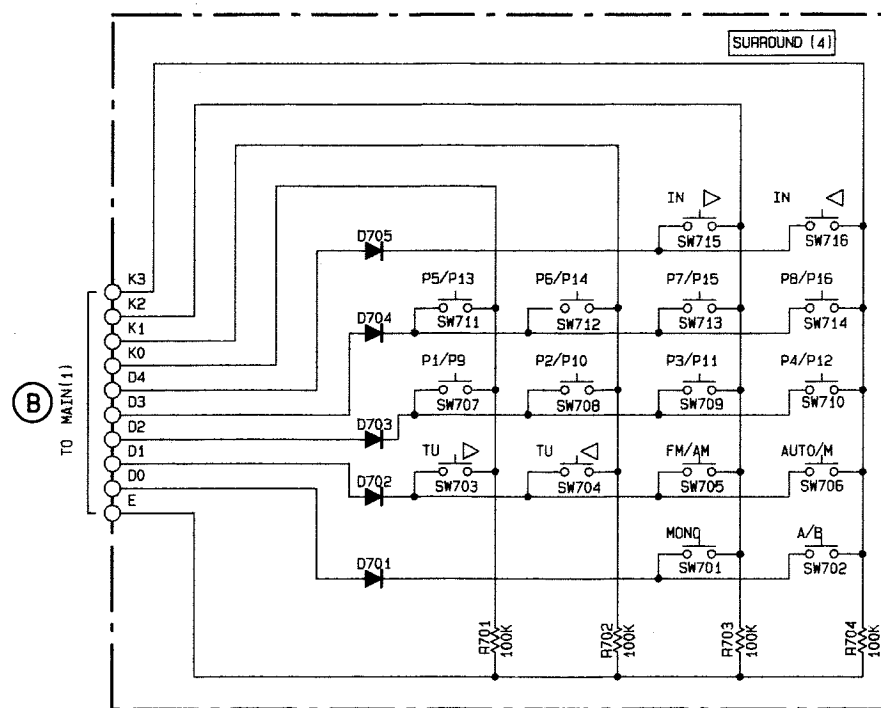 SURROUND (4)
IN ▷ IN ◁
D705
SW715 SW716
K3 P5/P13 P6/P14 P7/P15 P8/P16
K2
D704 SW711 SW712 SW713 SW714
K1
K0 P1/P9 P2/P10 P3/P11 P4/P12
D4
D3 SW707 SW708 SW709 SW710
D2 D703
D1 TU ▷ TU ◁ FM/AM AUTO/M
D0 D702 SW703 SW704 SW705 SW706
E
B
TO MAIN(1)
MONO A/B
D701 SW701 SW702
R701 100K
R702 100K
R703 100K
R704 100K